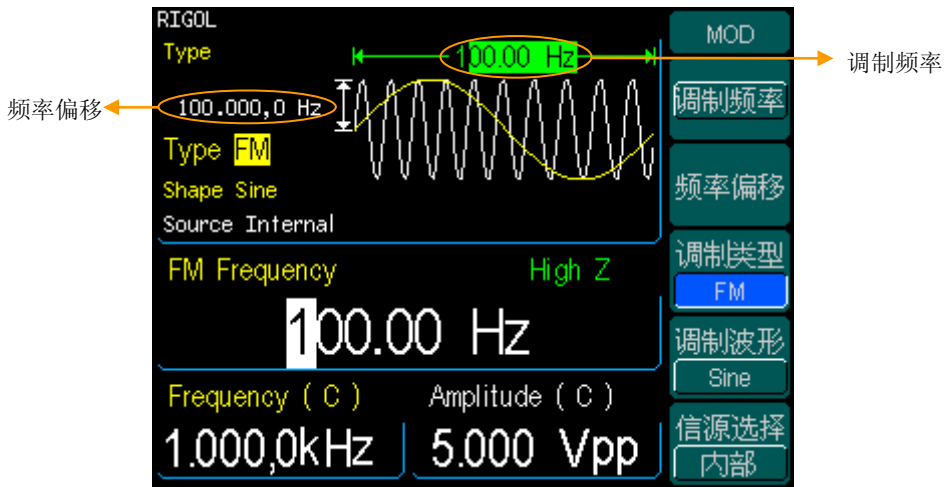 RIGOL
Type
100.00 Hz
100.000,0 Hz
Type FM
Shape Sine
Source Internal
FM Frequency
High Z
100.00 Hz
Frequency ( C )
Amplitude ( C )
1.000,0kHz
5.000 Vpp
MOD
调制频率
频率偏移
调制类型
FM
调制波形
Sine
信源选择
内部
频率偏移
调制频率